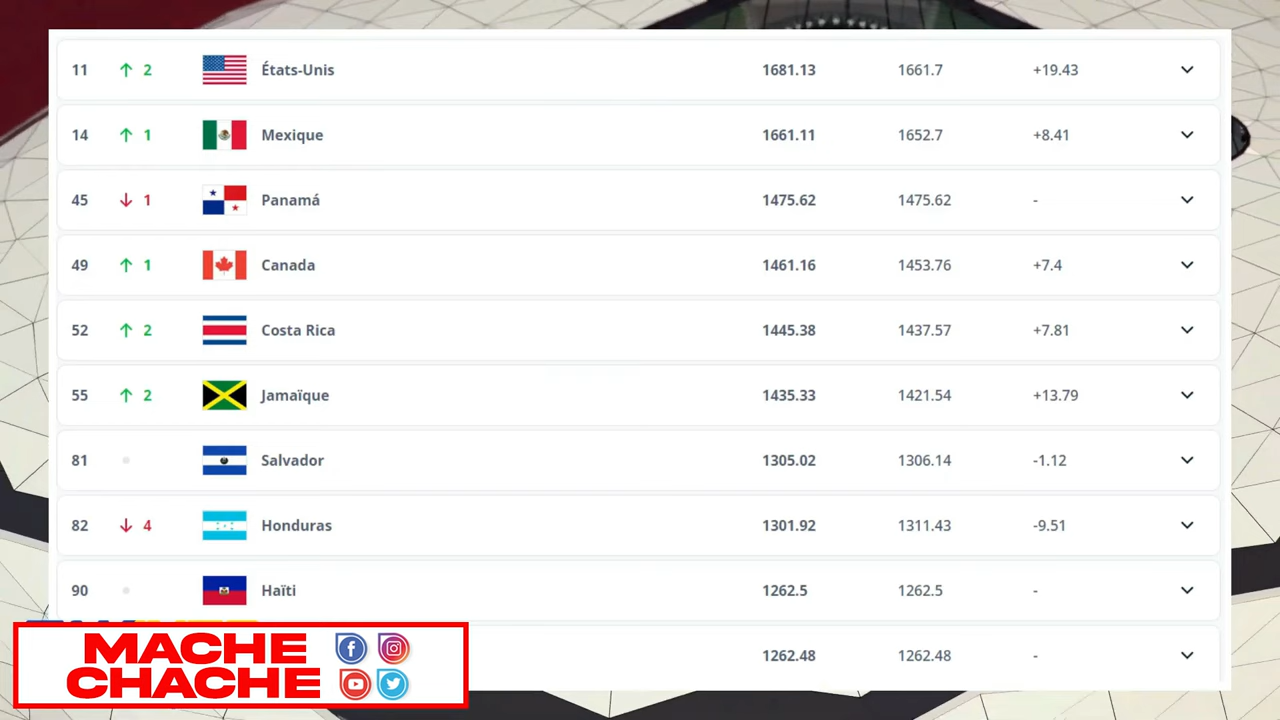 11 2 États-Unis 1681.13 1661.7 +19.43
14 1 Mexique 1661.11 1652.7 +8.41
45 1 Panamá 1475.62 1475.62 -
49 1 Canada 1461.16 1453.76 +7.4
52 2 Costa Rica 1445.38 1437.57 +7.81
55 2 Jamaïque 1435.33 1421.54 +13.79
81 Salvador 1305.02 1306.14 -1.12
82 4 Honduras 1301.92 1311.43 -9.51
90 Haïti 1262.5 1262.5 -
1262.48 1262.48 -
MACHE
CHACHE